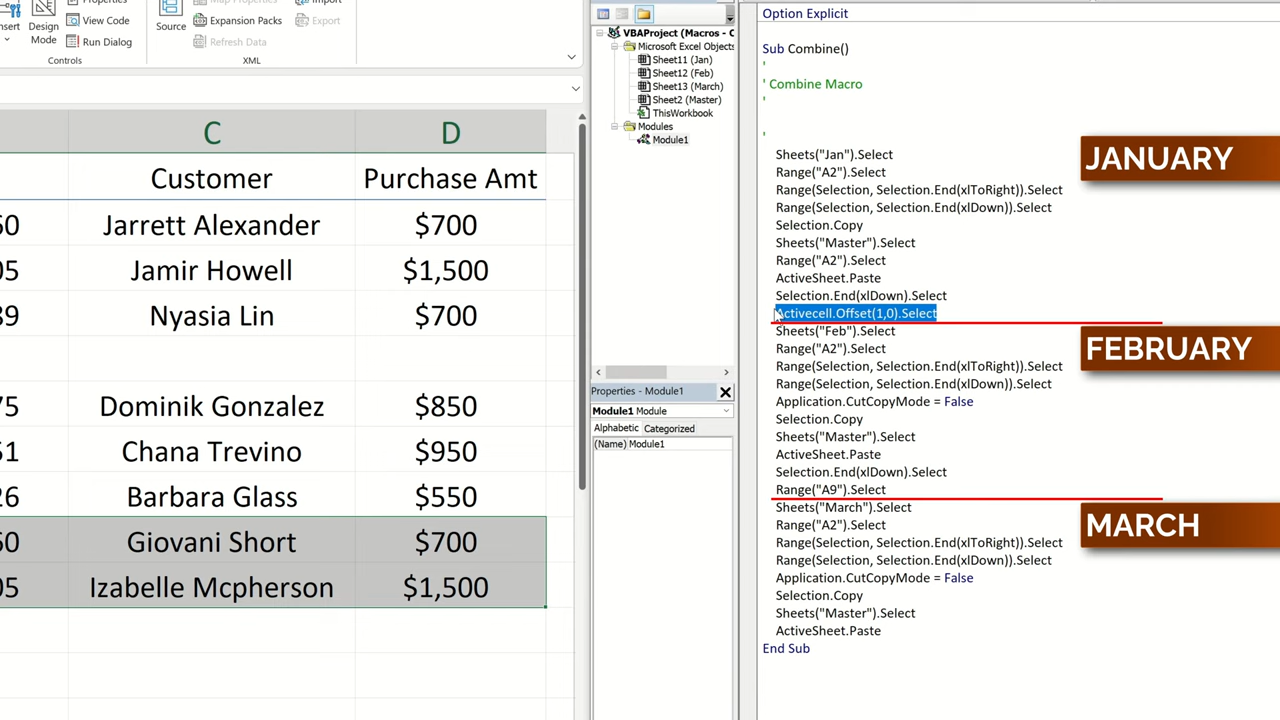 Properties
Import
Design
Mode
View Code
Run Dialog
Controls
Source
Expansion Packs
Export
Refresh Data
XML
C
D
Customer
Purchase Amt
Jarrett Alexander
$700
Jamir Howell
$1,500
Nyasia Lin
$700
Dominik Gonzalez
$850
Chana Trevino
$950
Barbara Glass
$550
Giovani Short
$700
Izabelle Mcpherson
$1,500
VBAProject (Macros - C
Microsoft Excel Objects
Sheet11 (Jan)
Sheet12 (Feb)
Sheet13 (March)
Sheet2 (Master)
ThisWorkbook
Modules
Module1
Properties - Module1
Module1 Module
Alphabetic Categorized
(Name) Module1
Option Explicit
Sub Combine()
'
' Combine Macro
'
'
Sheets("Jan").Select
Range("A2").Select
Range(Selection, Selection.End(xlToRight)).Select
Range(Selection, Selection.End(xlDown)).Select
Selection.Copy
Sheets("Master").Select
Range("A2").Select
ActiveSheet.Paste
Selection.End(xlDown).Select
Activecell.Offset(1,0).Select
Sheets("Feb").Select
Range("A2").Select
Range(Selection, Selection.End(xlToRight)).Select
Range(Selection, Selection.End(xlDown)).Select
Application.CutCopyMode = False
Selection.Copy
Sheets("Master").Select
ActiveSheet.Paste
Selection.End(xlDown).Select
Range("A9").Select
Sheets("March").Select
Range("A2").Select
Range(Selection, Selection.End(xlToRight)).Select
Range(Selection, Selection.End(xlDown)).Select
Application.CutCopyMode = False
Selection.Copy
Sheets("Master").Select
ActiveSheet.Paste
End Sub
JANUARY
FEBRUARY
MARCH